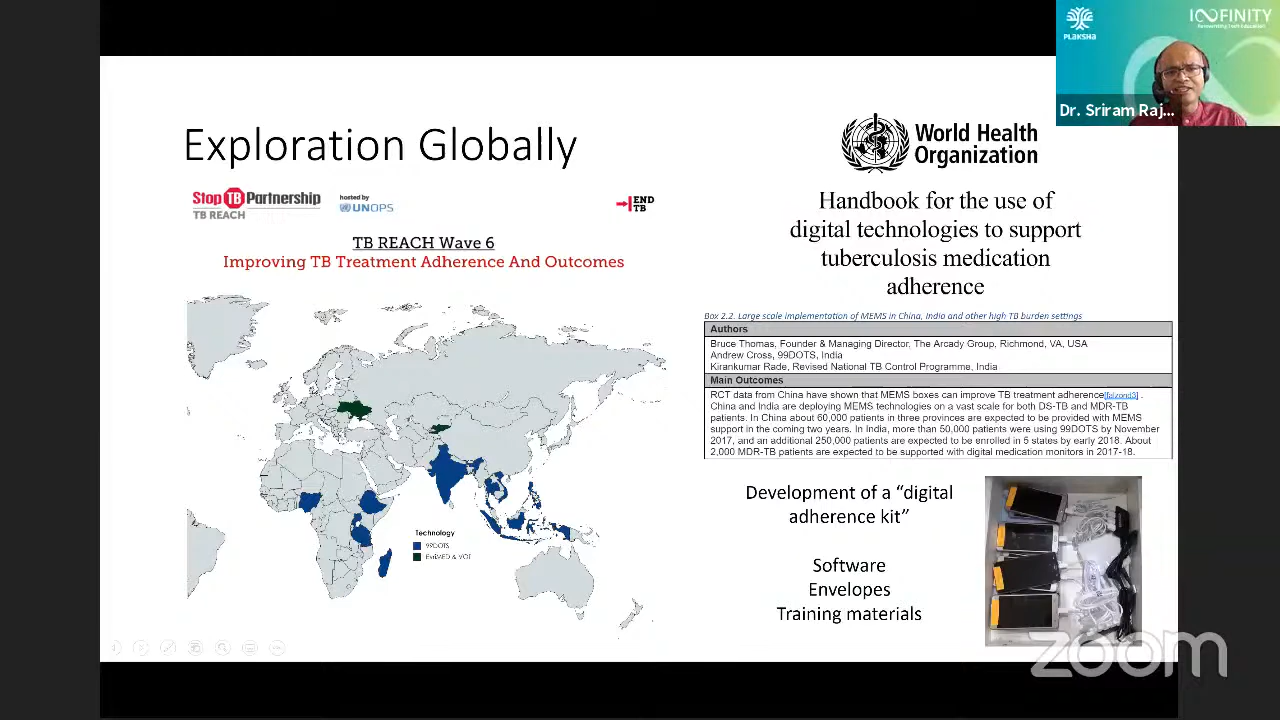 PLAKSHA
INFINITY
Dr. Sriram Raj...
Exploration Globally
Stop TB Partnership
TB REACH
hosted by
UNOPS
END
TB
TB REACH Wave 6
Improving TB Treatment Adherence And Outcomes
Technology
99DOTS
EvriMED & VOT
World Health
Organization
Handbook for the use of
digital technologies to support
tuberculosis medication
adherence
Box 2.2. Large scale implementation of MEMS in China, India and other high TB burden settings
Authors
Bruce Thomas, Founder & Managing Director, The Arcady Group, Richmond, VA, USA
Andrew Cross, 99DOTS, India
Kirankumar Rade, Revised National TB Control Programme, India
Main Outcomes
RCT data from China have shown that MEMS boxes can improve TB treatment adherence[falzond3] .
China and India are deploying MEMS technologies on a vast scale for both DS-TB and MDR-TB
patients. In China about 60,000 patients in three provinces are expected to be provided with MEMS
support in the coming two years. In India, more than 50,000 patients were using 99DOTS by November
2017, and an additional 250,000 patients are expected to be enrolled in 5 states by early 2018. About
2,000 MDR-TB patients are expected to be supported with digital medication monitors in 2017-18.
Development of a “digital
adherence kit”
Software
Envelopes
Training materials
zoom